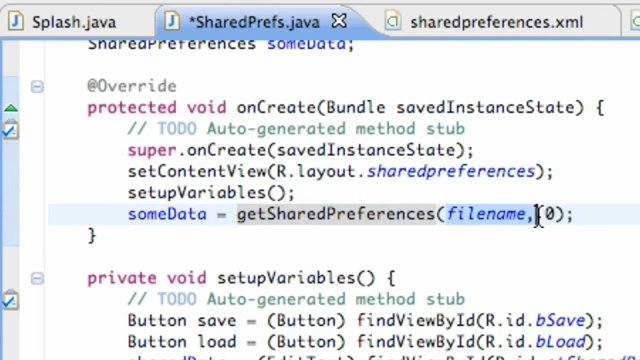 Splash.java
*SharedPrefs.java
sharedpreferences.xml
SharedPreferences someData;
@Override
protected void onCreate(Bundle savedInstanceState) {
// TODO Auto-generated method stub
super.onCreate(savedInstanceState);
setContentView(R.layout.sharedpreferences);
setupVariables();
someData = getSharedPreferences(filename, 0);
}
private void setupVariables() {
// TODO Auto-generated method stub
Button save = (Button) findViewById(R.id.bSave);
Button load = (Button) findViewById(R.id.bLoad);